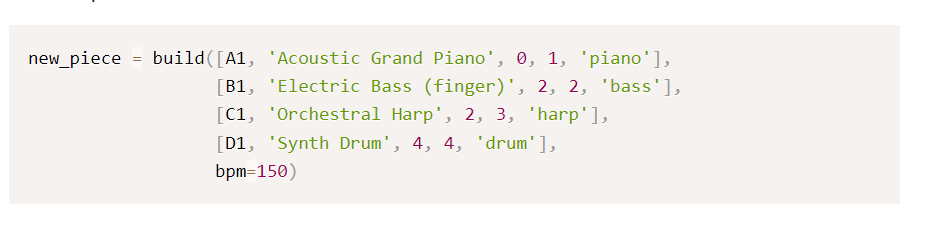 new_piece = build([A1, 'Acoustic Grand Piano', 0, 1, 'piano'],
[B1, 'Electric Bass (finger)', 2, 2, 'bass'],
[C1, 'Orchestral Harp', 2, 3, 'harp'],
[D1, 'Synth Drum', 4, 4, 'drum'],
bpm=150)